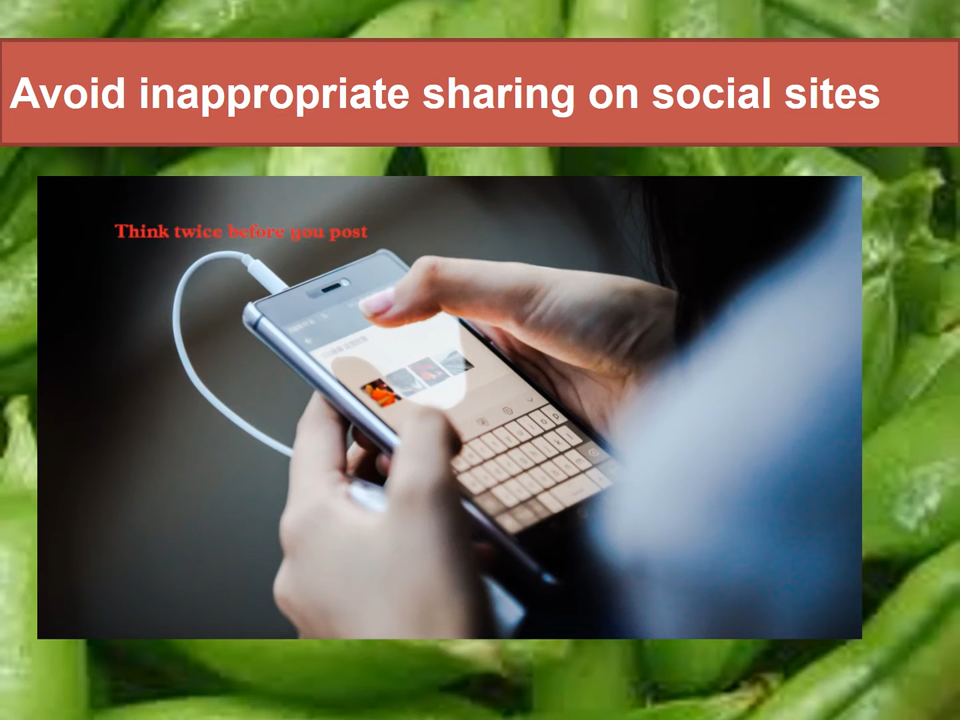 Avoid inappropriate sharing on social sites
Think twice before you post